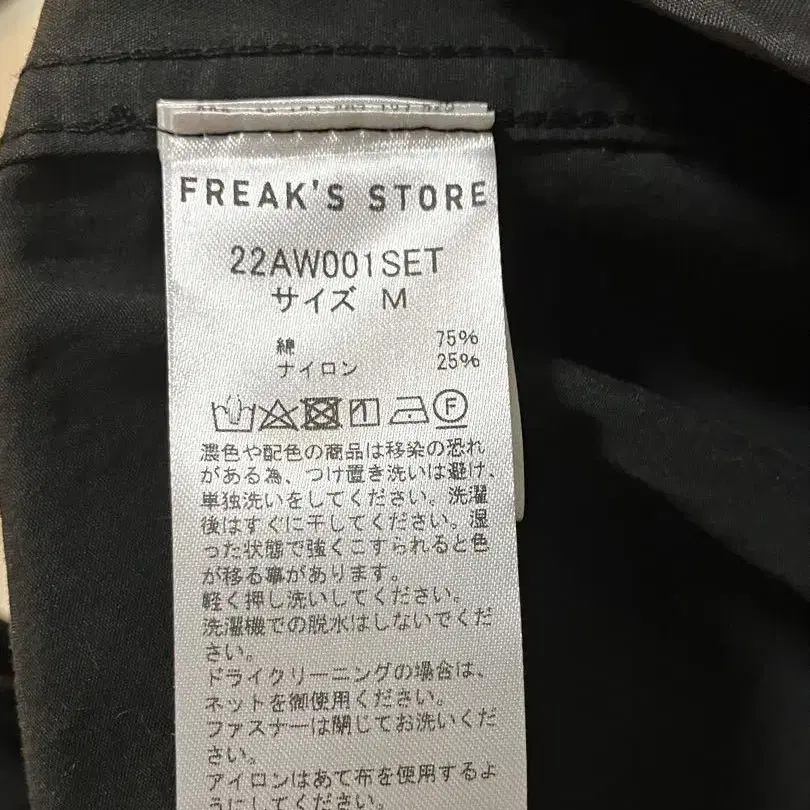 FREAK'S STORE
22AW001SET
サイズ M
綿 75%
ナイロン 25%
F
濃色や配色の商品は移染の恐れ
がある為、つけ置き洗いは避け、
単独洗いをしてください。洗濯
後はすぐに干してください。湿
った状態で強くこすられると色
が移る事があります。
軽く押し洗いしてください。
洗濯機での脱水はしないでくだ
さい。
ドライクリーニングの場合は、
ネットを御使用ください。
ファスナーは閉じてお洗いくだ
さい。
アイロンはあて布を使用するよ
うにしてください。